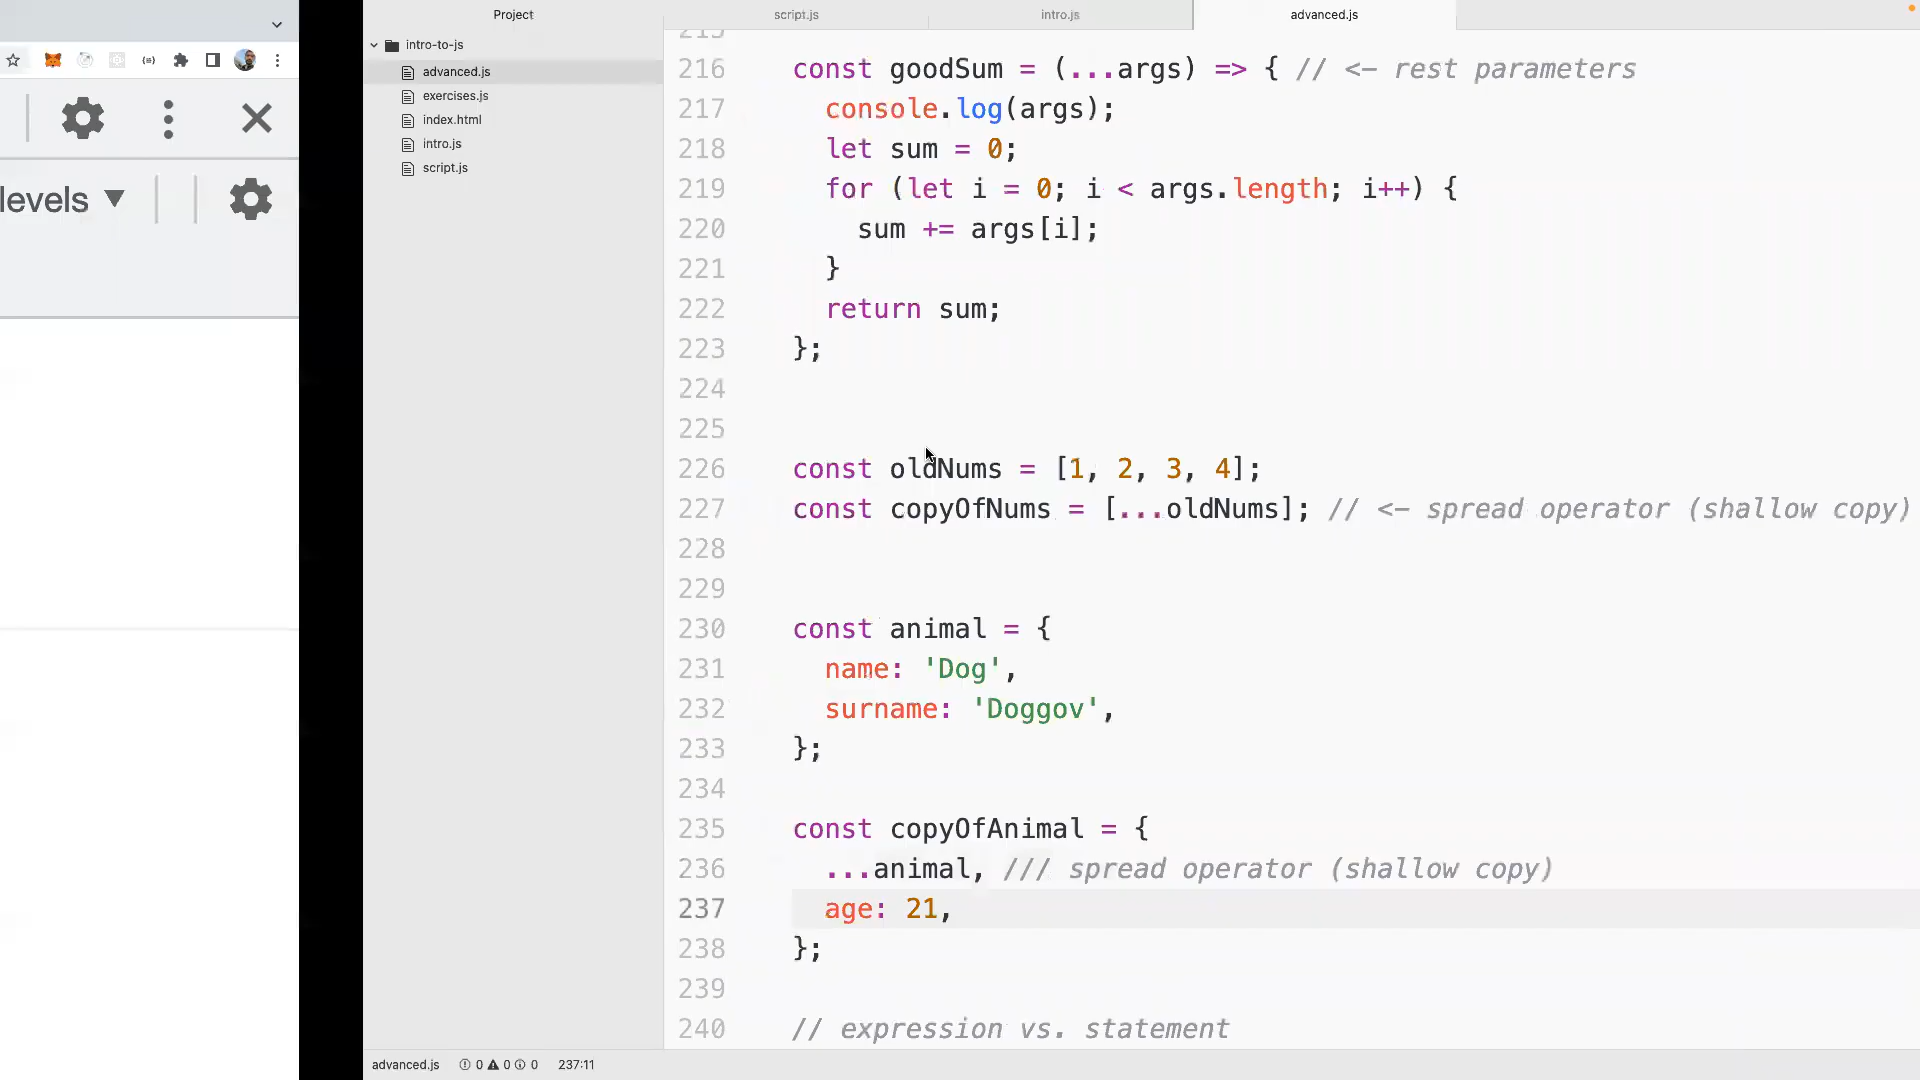 levels ▼
Project
intro-to-js
advanced.js
exercises.js
index.html
intro.js
script.js
script.js
intro.js
advanced.js
215
216 const goodSum = (...args) => { // <- rest parameters
217 console.log(args);
218 let sum = 0;
219 for (let i = 0; i < args.length; i++) {
220 sum += args[i];
221 }
222 return sum;
223 };
224
225
226 const oldNums = [1, 2, 3, 4];
227 const copyOfNums = [...oldNums]; // <- spread operator (shallow copy)
228
229
230 const animal = {
231 name: 'Dog',
232 surname: 'Doggov',
233 };
234
235 const copyOfAnimal = {
236 ...animal, /// spread operator (shallow copy)
237 age: 21,
238 };
239
240 // expression vs. statement
advanced.js 0 0 0 237:11